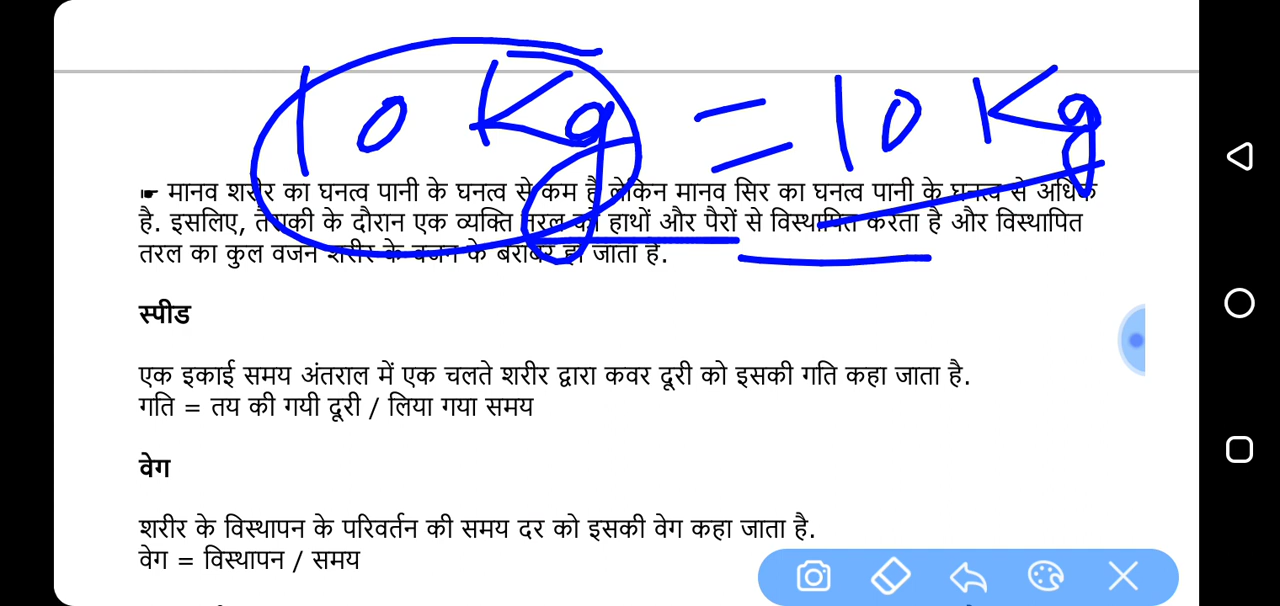 10 Kg = 10 Kg
☛ मानव शरीर का घनत्व पानी के घनत्व से कम है लेकिन मानव सिर का घनत्व पानी के घनत्व से अधिक
है. इसलिए, तैराकी के दौरान एक व्यक्ति तरल को हाथों और पैरों से विस्थापित करता है और विस्थापित
तरल का कुल वजन शरीर के वजन के बराबर हो जाता है.
स्पीड
एक इकाई समय अंतराल में एक चलते शरीर द्वारा कवर दूरी को इसकी गति कहा जाता है.
गति = तय की गयी दूरी / लिया गया समय
वेग
शरीर के विस्थापन के परिवर्तन की समय दर को इसकी वेग कहा जाता है.
वेग = विस्थापन / समय